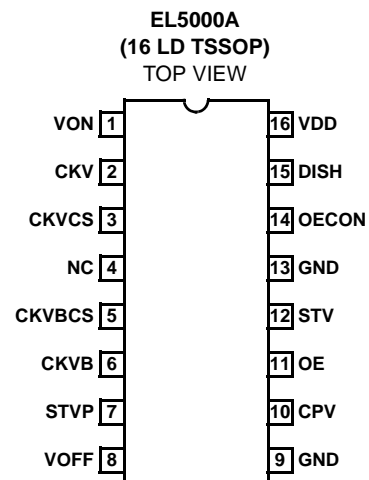 EL5000A
(16 LD TSSOP)
TOP VIEW
VON 1 16 VDD
CKV 2 15 DISH
CKVCS 3 14 OECON
NC 4 13 GND
CKVBCS 5 12 STV
CKVB 6 11 OE
STVP 7 10 CPV
VOFF 8 9 GND